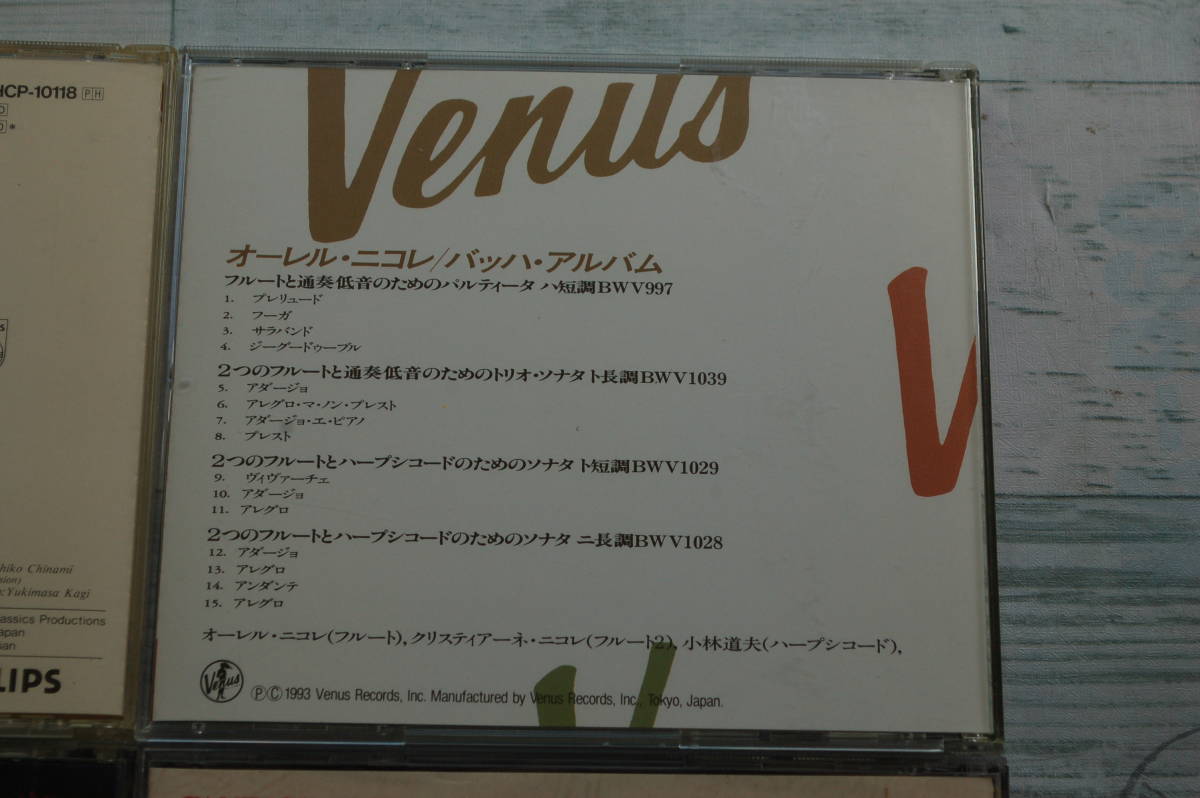 HCP-10118 PH
hiko Chinami
sion)
:Yukimasa Kagi
assics Productions
apan
san
LIPS
Venus
オーレル・ニコレ/バッハ・アルバム
フルートと通奏低音のためのパルティータ ハ短調BWV997
1. プレリュード
2. フーガ
3. サラバンド
4. ジーグードゥーブル
2つのフルートと通奏低音のためのトリオ・ソナタ ト長調BWV1039
5. アダージョ
6. アレグロ・マ・ノン・プレスト
7. アダージョ・エ・ピアノ
8. プレスト
2つのフルートとハープシコードのためのソナタ ト短調BWV1029
9. ヴィヴァーチェ
10. アダージョ
11. アレグロ
2つのフルートとハープシコードのためのソナタ ニ長調BWV1028
12. アダージョ
13. アレグロ
14. アンダンテ
15. アレグロ
オーレル・ニコレ(フルート), クリスティアーネ・ニコレ(フルート2), 小林道夫(ハープシコード),
Venus
ⓅⒸ 1993 Venus Records, Inc. Manufactured by Venus Records, Inc., Tokyo, Japan.
V
V